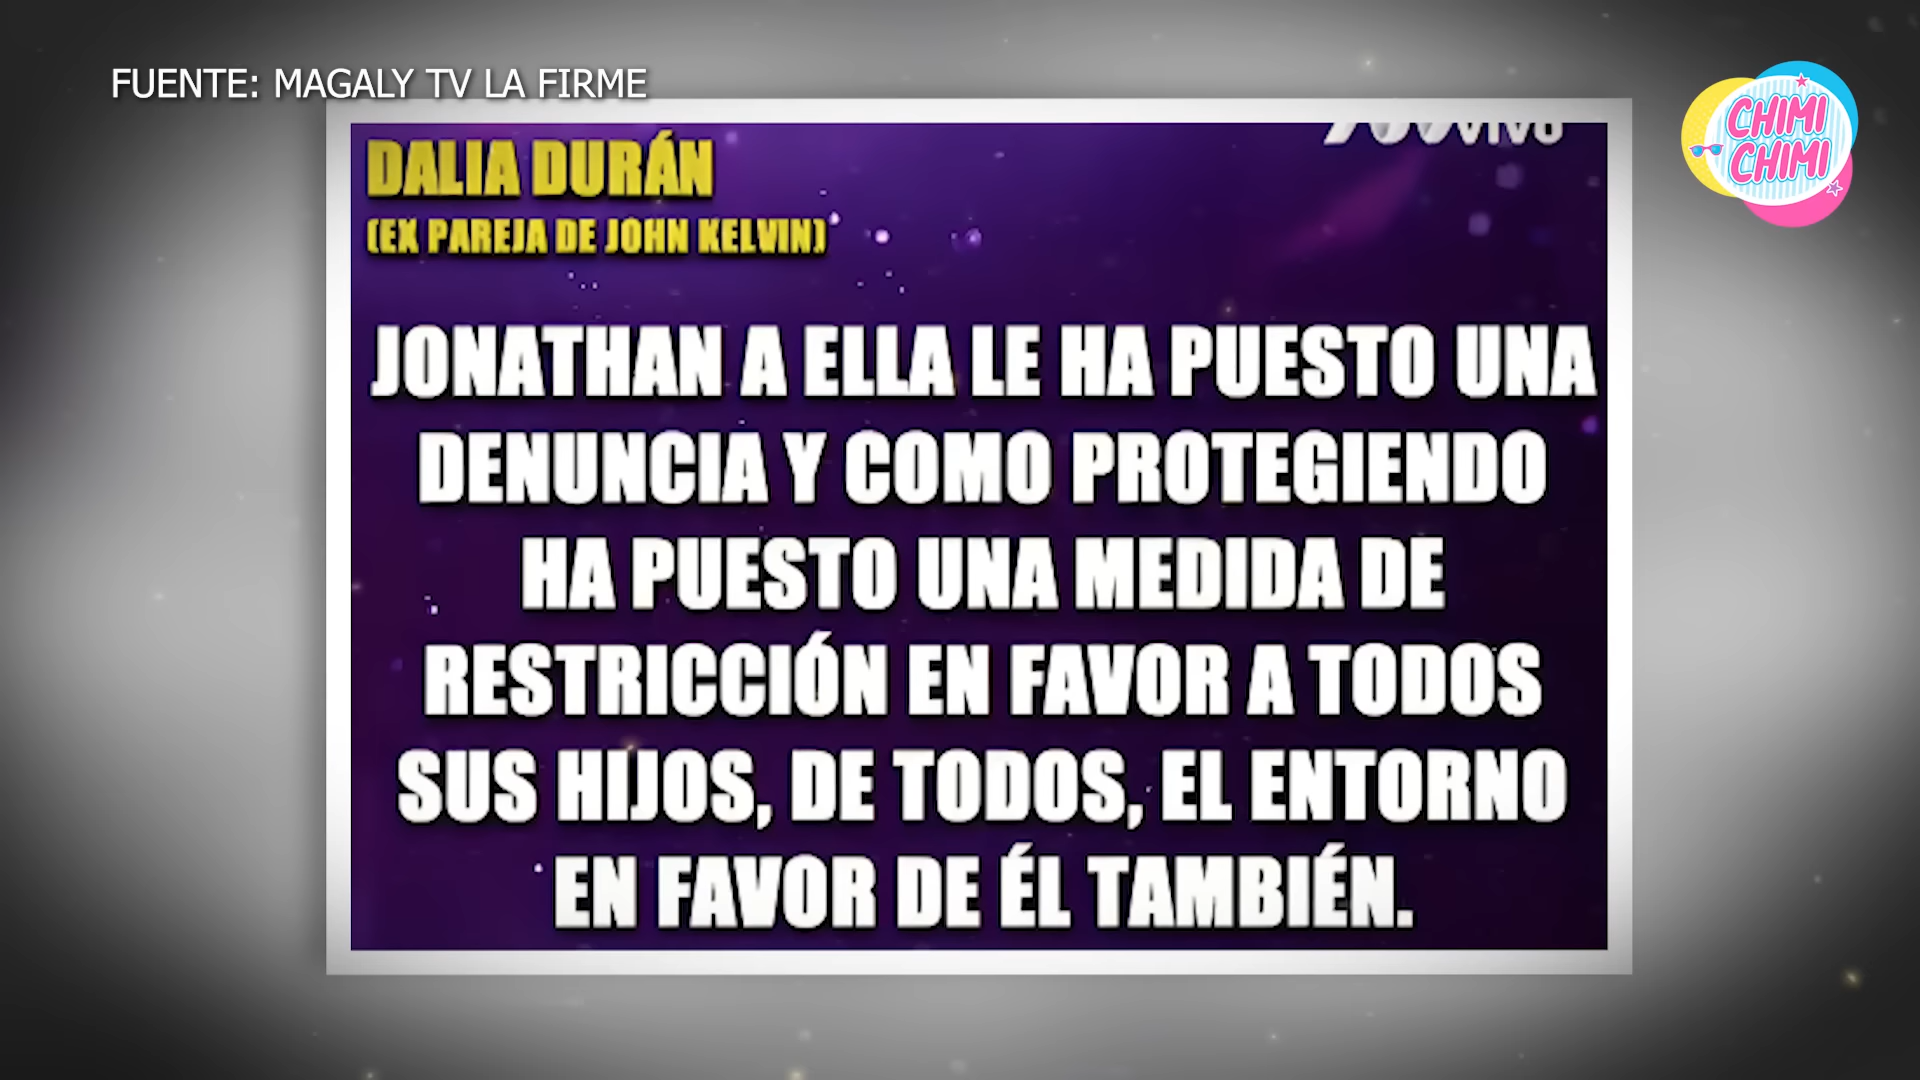 FUENTE: MAGALY TV LA FIRME
CHIMI
CHIMI
DALIA DURÁN
(EX PAREJA DE JOHN KELVIN)
JONATHAN A ELLA LE HA PUESTO UNA
DENUNCIA Y COMO PROTEGIENDO
HA PUESTO UNA MEDIDA DE
RESTRICCIÓN EN FAVOR A TODOS
SUS HIJOS, DE TODOS, EL ENTORNO
EN FAVOR DE ÉL TAMBIÉN.